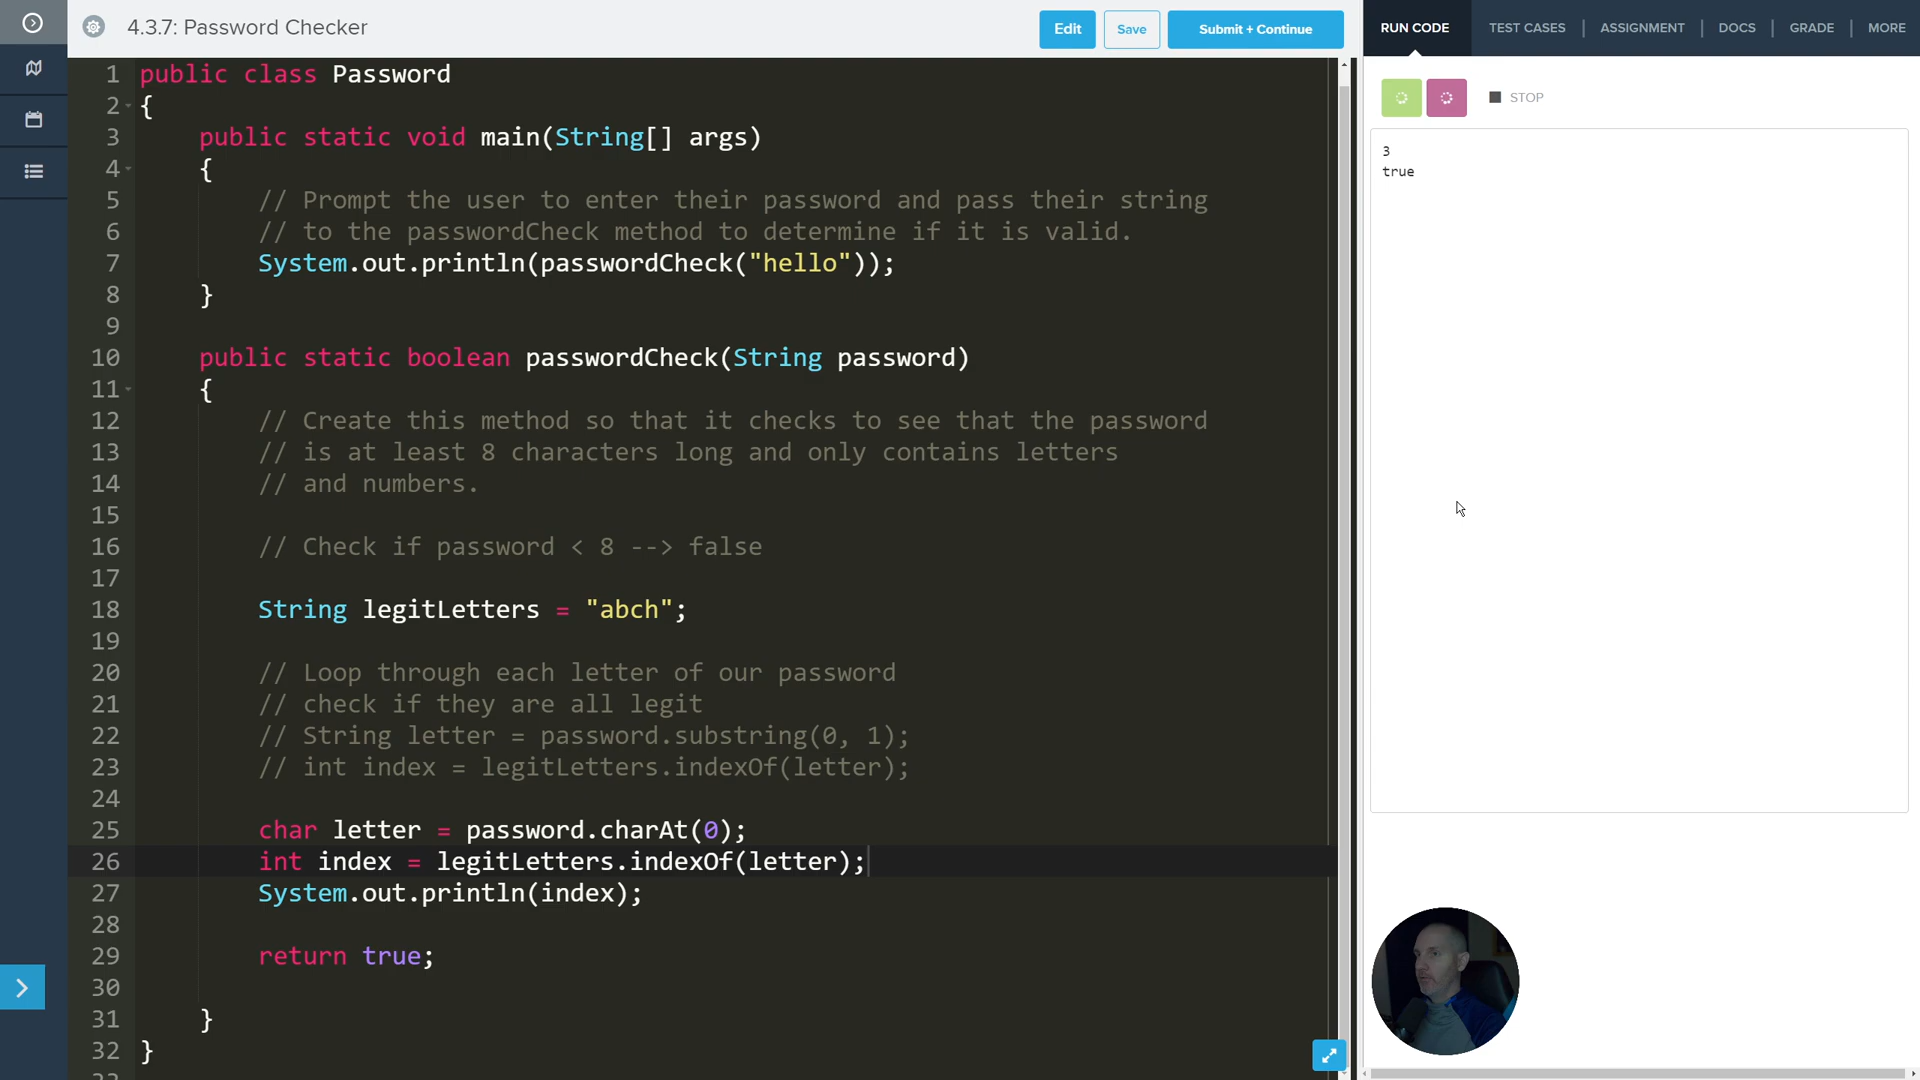 4.3.7: Password Checker
Edit
Save
Submit + Continue
RUN CODE
TEST CASES
ASSIGNMENT
DOCS
GRADE
MORE
STOP
1 public class Password
2 {
3 public static void main(String[] args)
4 {
5 // Prompt the user to enter their password and pass their string
6 // to the passwordCheck method to determine if it is valid.
7 System.out.println(passwordCheck("hello"));
8 }
9
10 public static boolean passwordCheck(String password)
11 {
12 // Create this method so that it checks to see that the password
13 // is at least 8 characters long and only contains letters
14 // and numbers.
15
16 // Check if password < 8 --> false
17
18 String legitLetters = "abch";
19
20 // Loop through each letter of our password
21 // check if they are all legit
22 // String letter = password.substring(0, 1);
23 // int index = legitLetters.indexOf(letter);
24
25 char letter = password.charAt(0);
26 int index = legitLetters.indexOf(letter);
27 System.out.println(index);
28
29 return true;
30
31 }
32 }
33
3
true